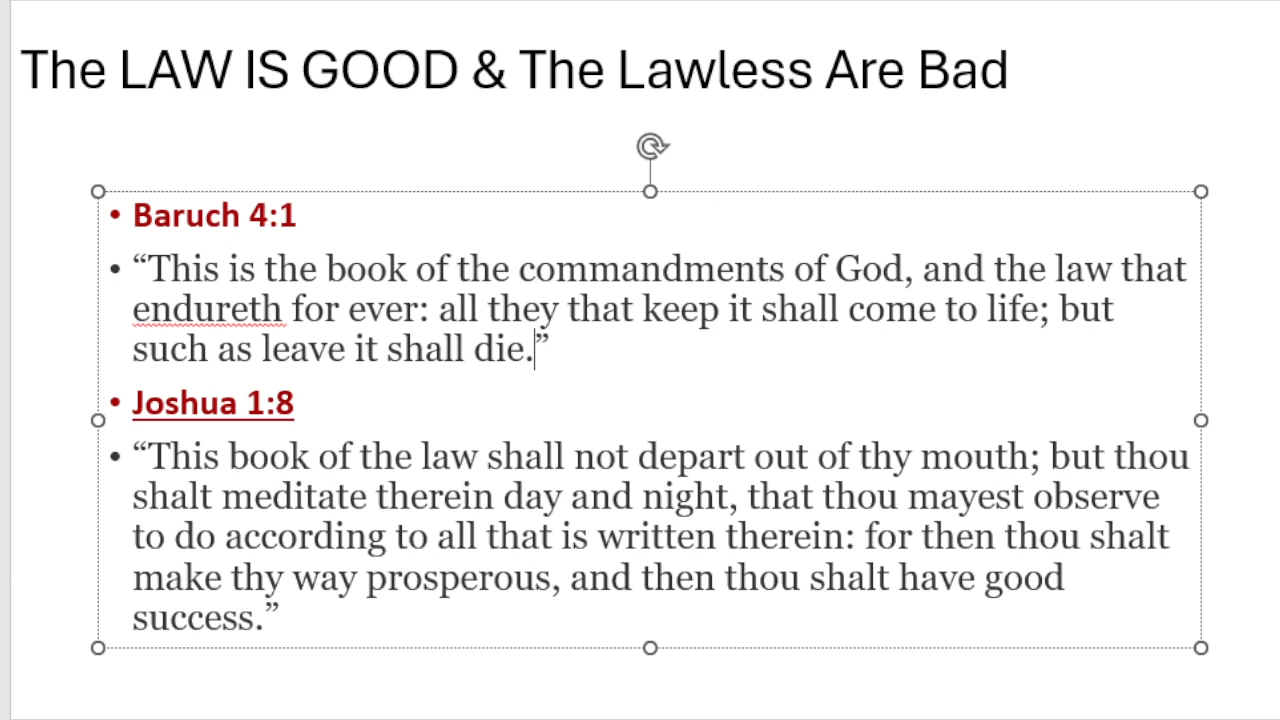 The LAW IS GOOD & The Lawless Are Bad
• Baruch 4:1
• “This is the book of the commandments of God, and the law that
endureth for ever: all they that keep it shall come to life; but
such as leave it shall die.”
• Joshua 1:8
• “This book of the law shall not depart out of thy mouth; but thou
shalt meditate therein day and night, that thou mayest observe
to do according to all that is written therein: for then thou shalt
make thy way prosperous, and then thou shalt have good
success.”